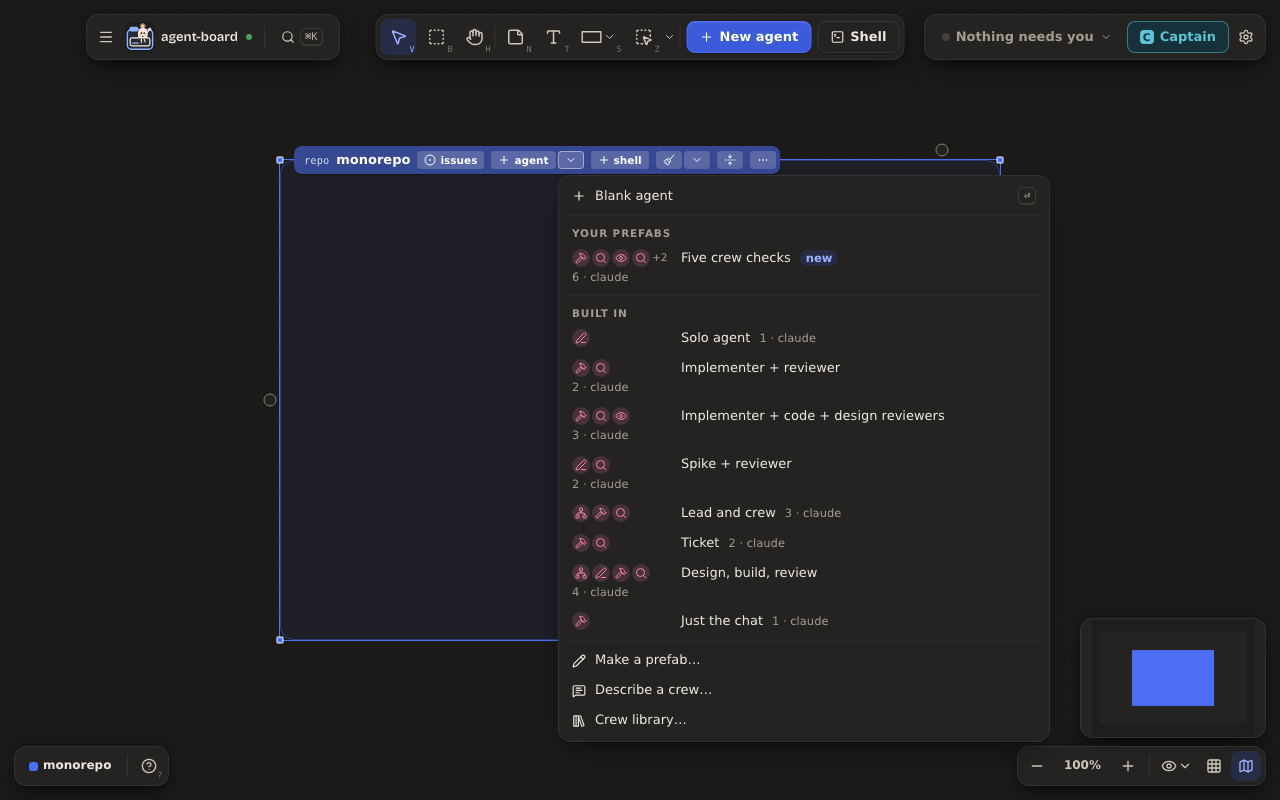 agent-board
⌘K
V
B
H
N
T
S
Z
+ New agent
Shell
Nothing needs you
C Captain
repo monorepo
issues
+ agent
+ shell
Blank agent
YOUR PREFABS
+2 Five crew checks new
6 · claude
BUILT IN
Solo agent 1 · claude
Implementer + reviewer
2 · claude
Implementer + code + design reviewers
3 · claude
Spike + reviewer
2 · claude
Lead and crew 3 · claude
Ticket 2 · claude
Design, build, review
4 · claude
Just the chat 1 · claude
Make a prefab…
Describe a crew…
Crew library…
monorepo
?
100%